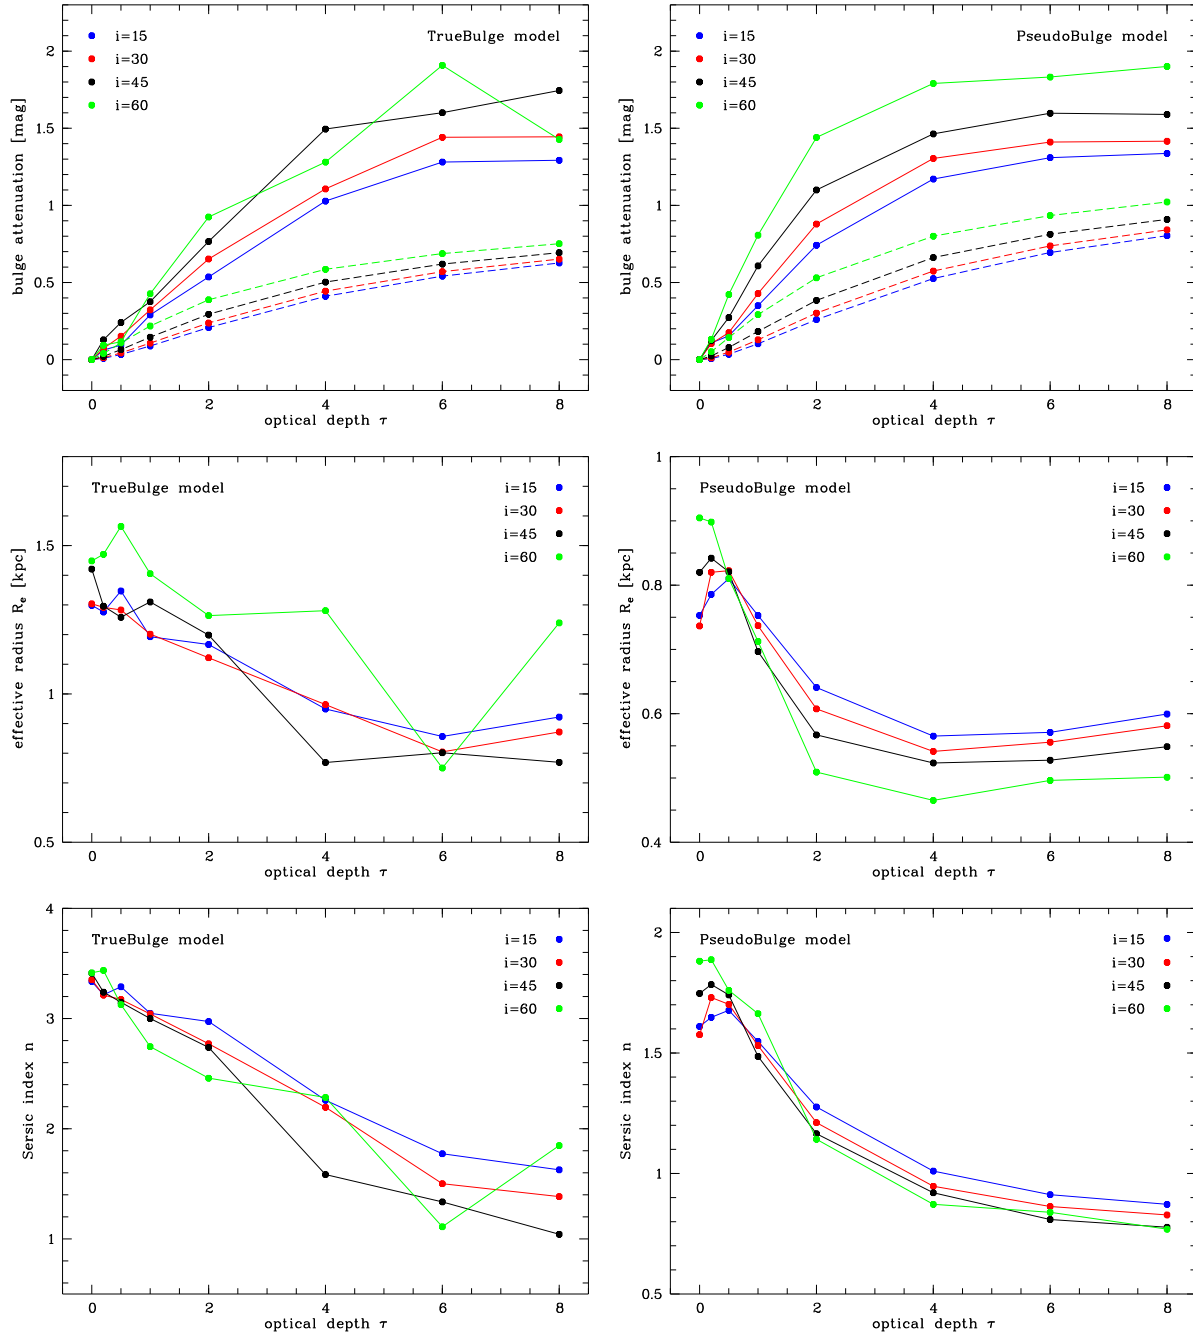 i=15
i=30
i=45
i=60
TrueBulge model
2
1.5
1
0.5
0
bulge attenuation [mag]
0 2 4 6 8
optical depth τ
i=15
i=30
i=45
i=60
PseudoBulge model
2
1.5
1
0.5
0
bulge attenuation [mag]
0 2 4 6 8
optical depth τ
TrueBulge model
i=15
i=30
i=45
i=60
1.5
1
0.5
effective radius Re [kpc]
0 2 4 6 8
optical depth τ
PseudoBulge model
i=15
i=30
i=45
i=60
1
0.8
0.6
0.4
effective radius Re [kpc]
0 2 4 6 8
optical depth τ
TrueBulge model
i=15
i=30
i=45
i=60
4
3
2
1
Sersic index n
0 2 4 6 8
optical depth τ
PseudoBulge model
i=15
i=30
i=45
i=60
2
1.5
1
0.5
Sersic index n
0 2 4 6 8
optical depth τ